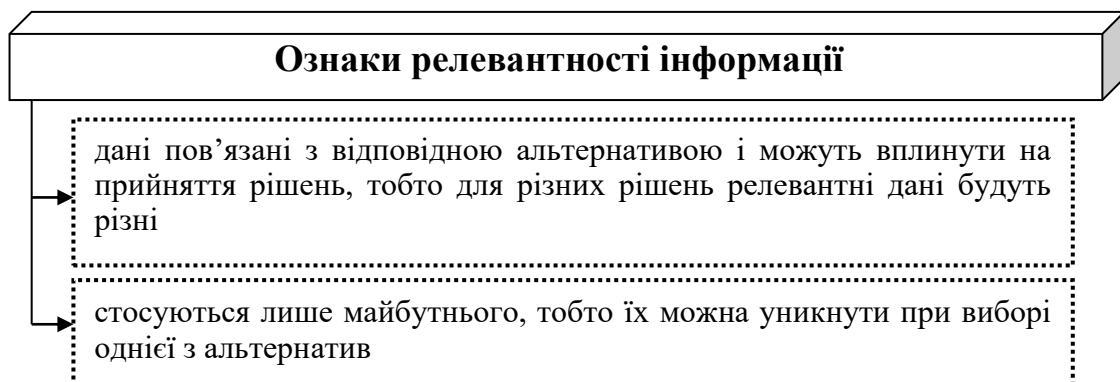 Ознаки релевантності інформації
дані пов’язані з відповідною альтернативою і можуть вплинути на
прийняття рішень, тобто для різних рішень релевантні дані будуть
різні
стосуються лише майбутнього, тобто їх можна уникнути при виборі
однієї з альтернатив